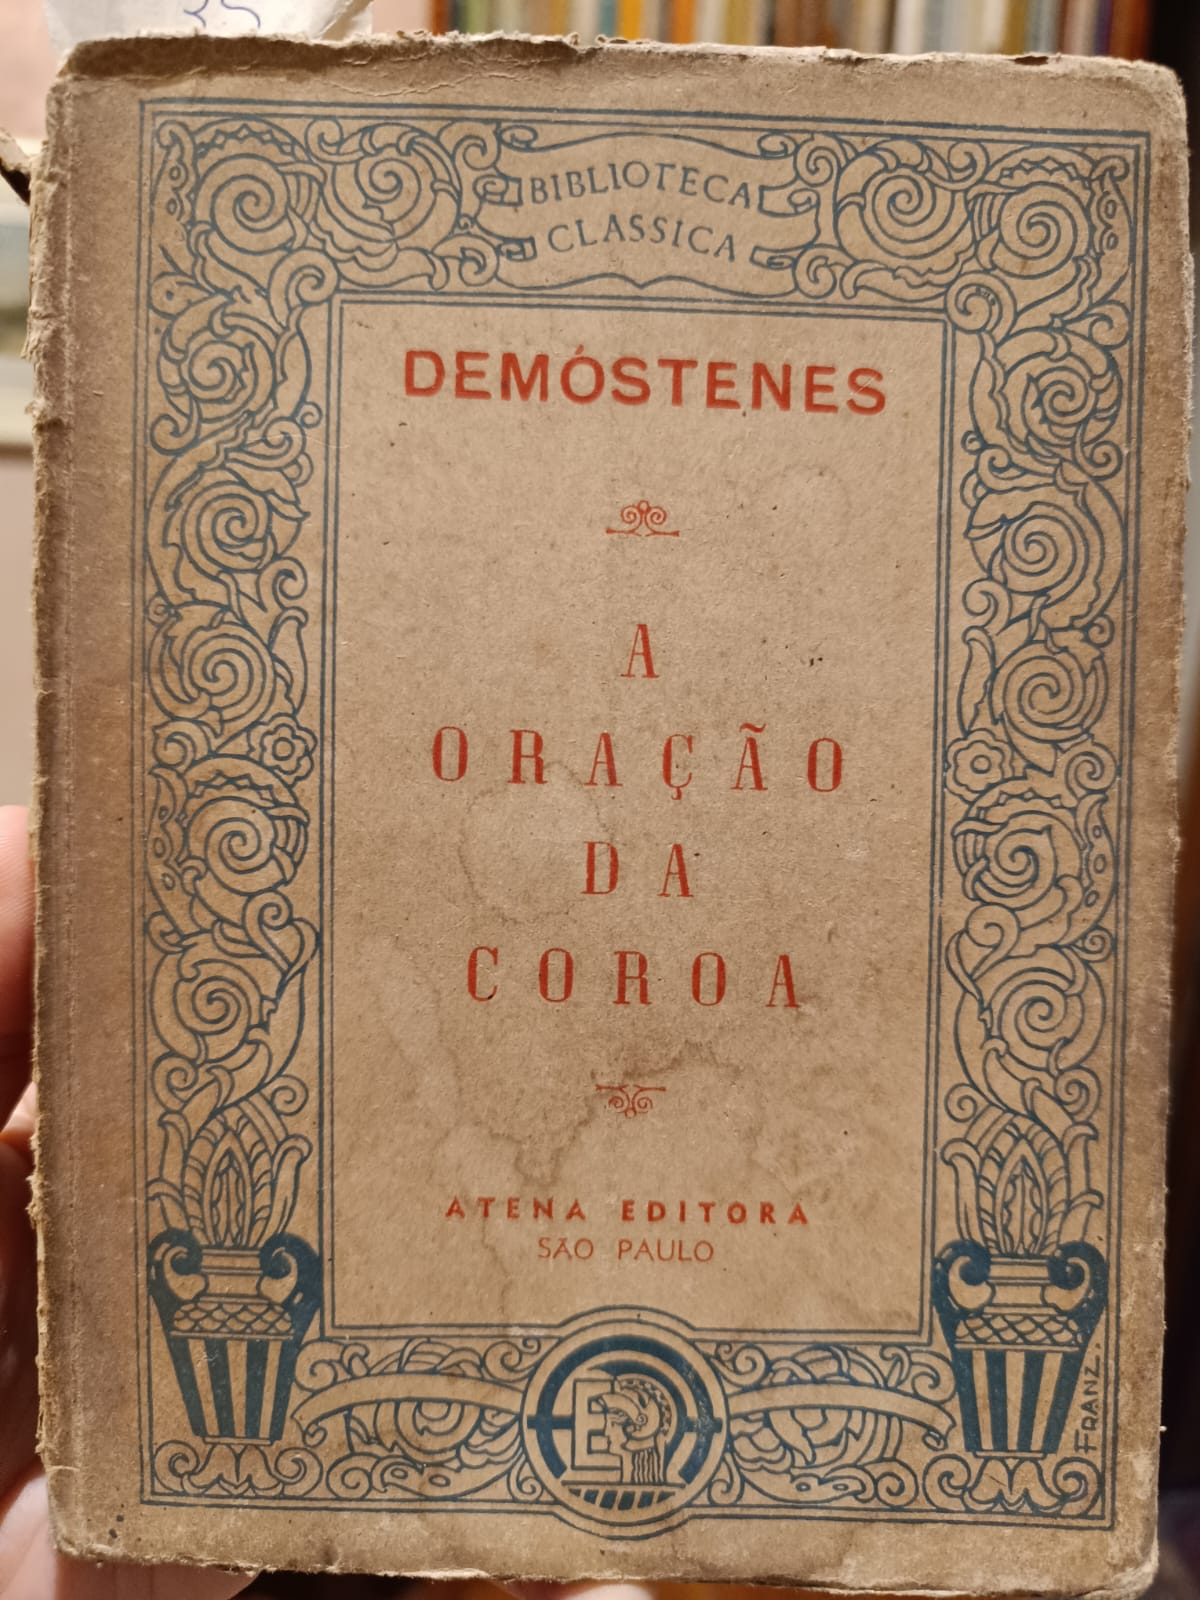 BIBLIOTECA
CLASSICA
DEMÓSTENES
A
ORAÇÃO
DA
COROA
ATENA EDITORA
SÃO PAULO
E
FRANZ.